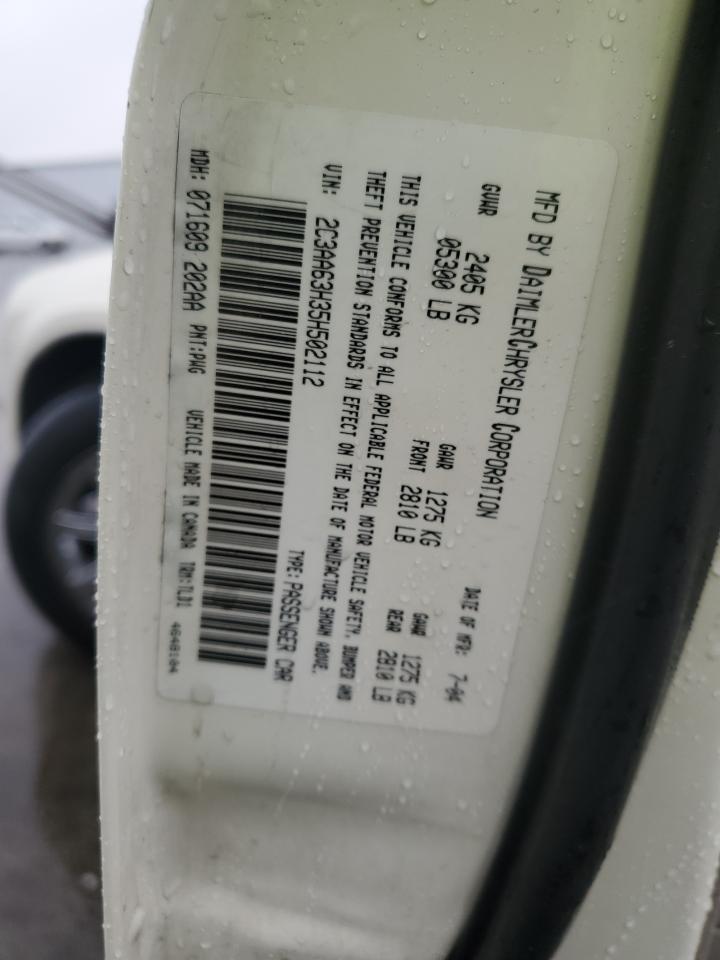 MFD BY DAIMLERCHRYSLER CORPORATION
DATE OF MFR: 7-04
GVWR 2405 KG
05300 LB
GAWR FRONT 1275 KG 2810 LB
GAWR REAR 1275 KG 2810 LB
THIS VEHICLE CONFORMS TO ALL APPLICABLE FEDERAL MOTOR VEHICLE SAFETY, BUMPER AND
THEFT PREVENTION STANDARDS IN EFFECT ON THE DATE OF MANUFACTURE SHOWN ABOVE.
VIN: 2C3AA63H35H502112
TYPE: PASSENGER CAR
MDH: 071609 202AA PNT:PWG VEHICLE MADE IN CANADA TRM:TLJ1 4648104